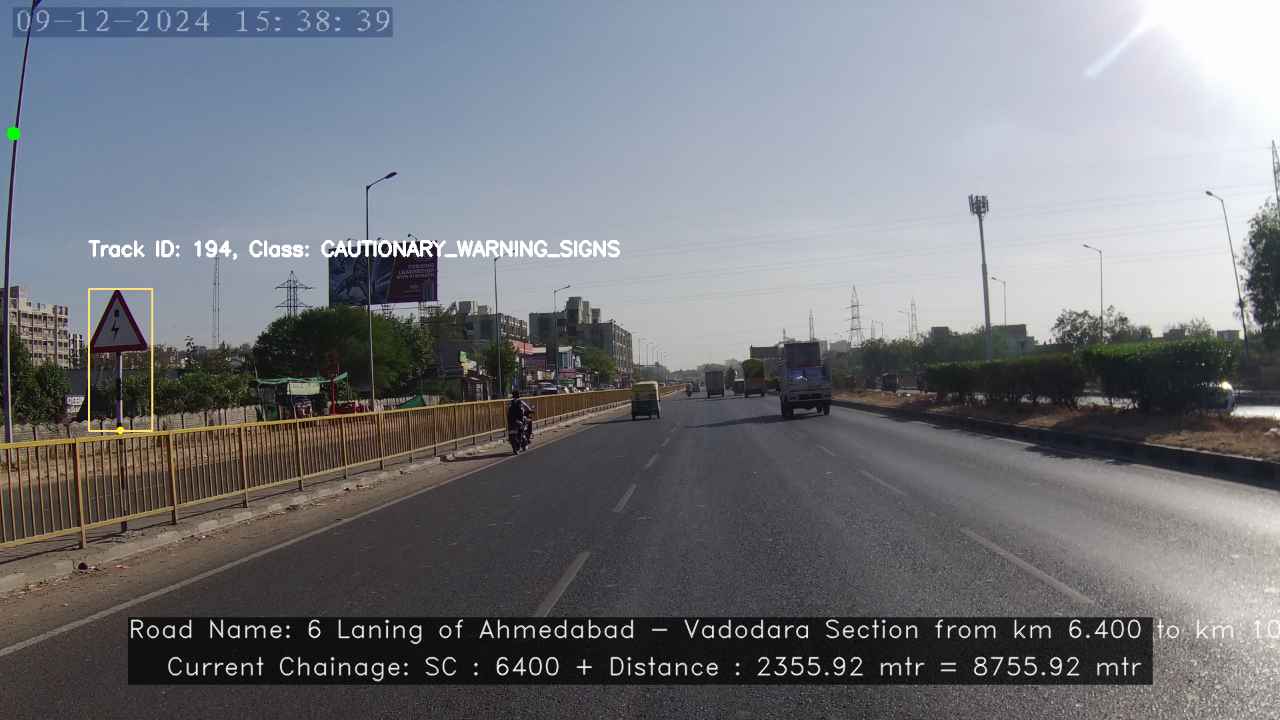 09-12-2024 15:38:39
Track ID: 194, Class: CAUTIONARY_WARNING_SIGNS
Road Name: 6 Laning of Ahmedabad - Vadodara Section from km 6.400 to km 10
Current Chainage: SC : 6400 + Distance : 2355.92 mtr = 8755.92 mtr